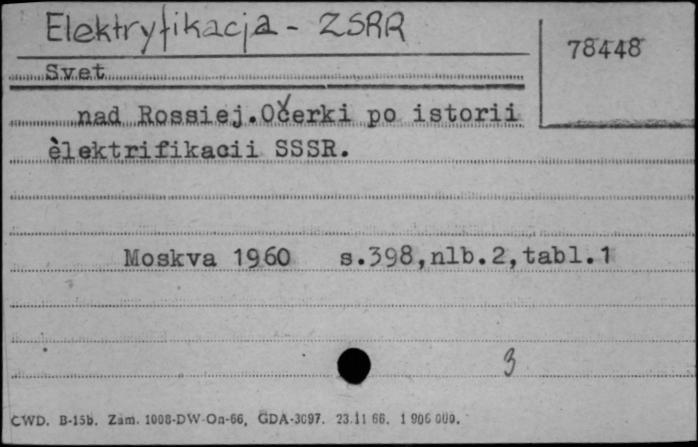 Elektryfikacja - ZSRR
78448
Svet
nad Rossiej.Očerki po istorii
èlektrifikacii SSSR.
Moskva 1960 s.398,nlb.2,tabl.1
3
CWD. B-15b. Zam. 1008-DW-On-66, GDA-3097. 23.11 66. 1 906 000.